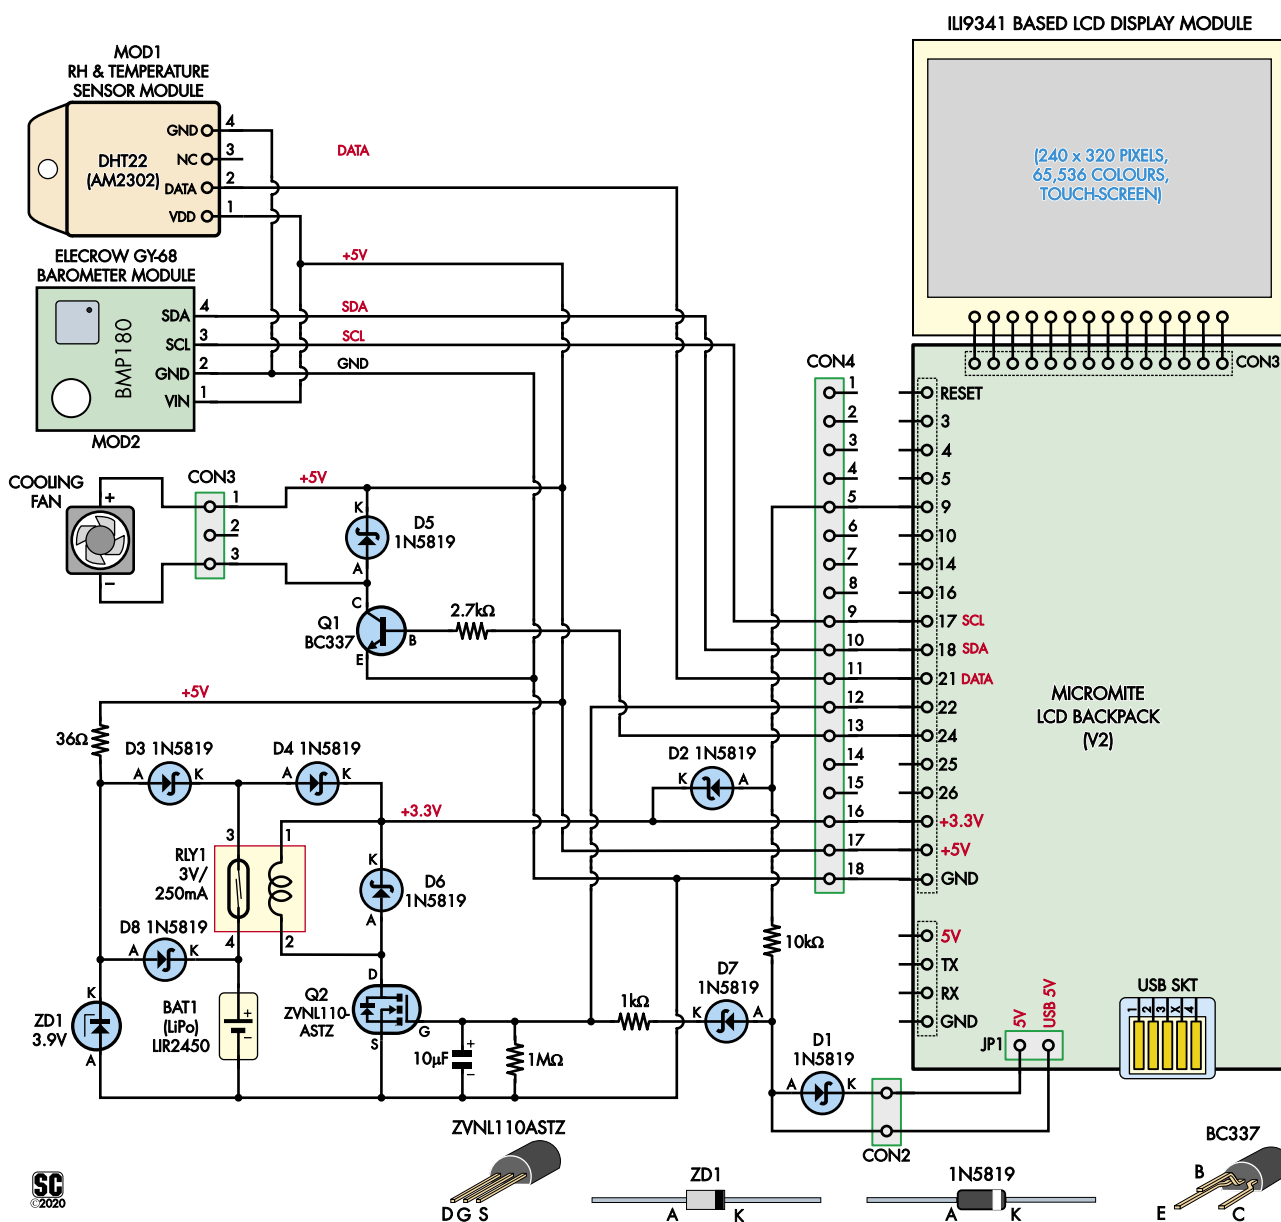 ILI9341 BASED LCD DISPLAY MODULE
MOD1
RH & TEMPERATURE
SENSOR MODULE
GND 4
NC 3
DHT22
(AM2302)
DATA 2
VDD 1
DATA
(240 x 320 PIXELS,
65,536 COLOURS,
TOUCH-SCREEN)
ELECROW GY-68
BAROMETER MODULE
+5V
SDA 4
SDA
SCL 3
SCL
GND 2
GND
VIN 1
BMP180
MOD2
CON3
CON4
1
2
3
4
5
6
7
8
9
10
11
12
13
14
15
16
17
18
RESET
3
4
5
9
10
14
16
17 SCL
18 SDA
21 DATA
22
24
25
26
+3.3V
+5V
GND
5V
TX
RX
GND
MICROMITE
LCD BACKPACK
(V2)
COOLING
FAN
+
−
CON3
1
2
3
+5V
K
D5
1N5819
A
C
Q1
BC337
B
E
2.7kΩ
+5V
36Ω
D3 1N5819
A
K
D4 1N5819
A
K
D2 1N5819
K
A
+3.3V
3
1
RLY1
3V/
250mA
4
2
K
D6
1N5819
A
D8 1N5819
A
K
10kΩ
K
ZD1
3.9V
A
BAT1
(LiPo)
LIR2450
+
−
D
Q2
ZVNL110-
ASTZ
G
S
10µF
+
−
1MΩ
1kΩ
D7
1N5819
K
A
D1
1N5819
A
K
CON2
JP1
5V
USB 5V
USB SKT
1
2
3
X
4
ZVNL110ASTZ
D G S
ZD1
A
K
1N5819
A
K
BC337
B
E
C
SC
©2020